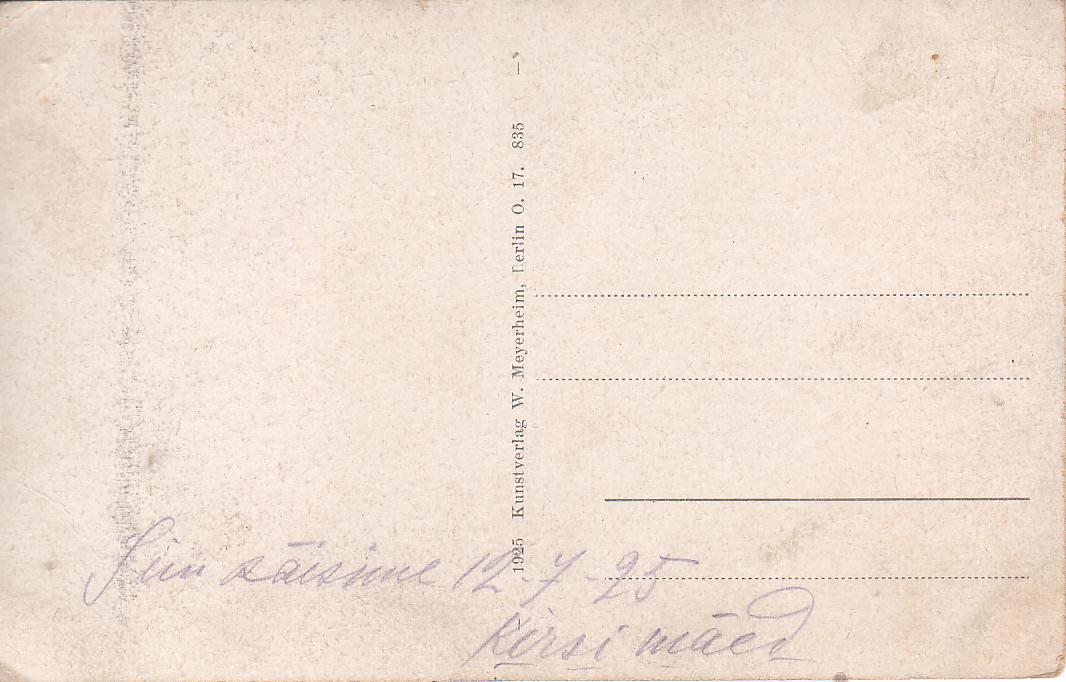 1925 Kunstverlag W. Meyerheim, Berlin O. 17. 835
Siin käisime 12-7-25
Kirsi mäed